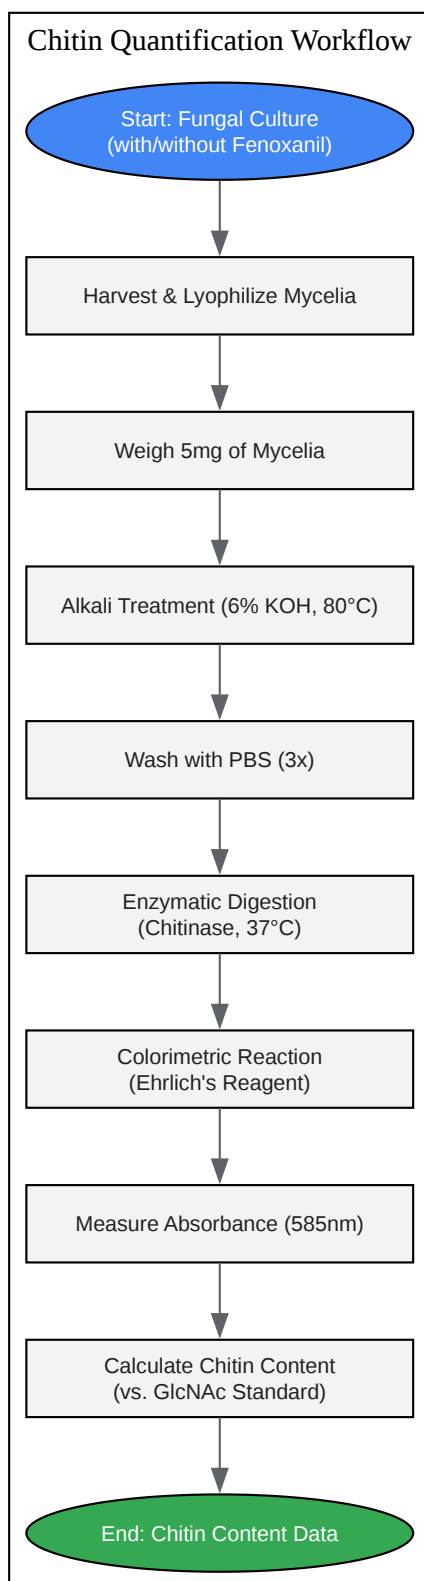 Chitin Quantification Workflow
Start: Fungal Culture
(with/without Fenoxanil)
Harvest & Lyophilize Mycelia
Weigh 5mg of Mycelia
Alkali Treatment (6% KOH, 80°C)
Wash with PBS (3x)
Enzymatic Digestion
(Chitinase, 37°C)
Colorimetric Reaction
(Ehrlich's Reagent)
Measure Absorbance (585nm)
Calculate Chitin Content
(vs. GlcNAc Standard)
End: Chitin Content Data